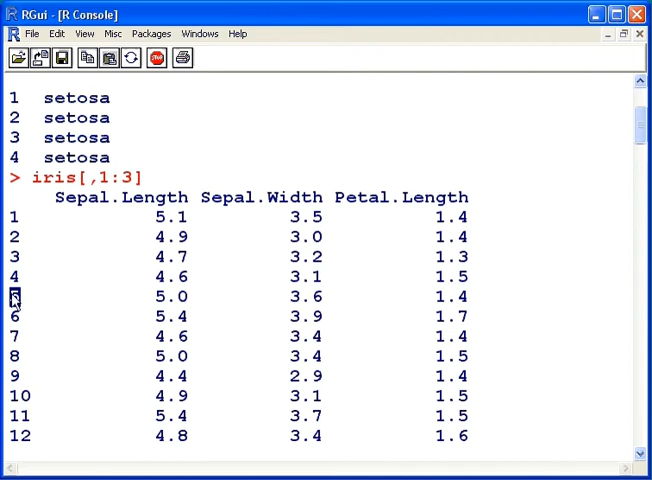 RGui - [R Console]
R File Edit View Misc Packages Windows Help
STOP
1 setosa
2 setosa
3 setosa
4 setosa
> iris[,1:3]
Sepal.Length Sepal.Width Petal.Length
1 5.1 3.5 1.4
2 4.9 3.0 1.4
3 4.7 3.2 1.3
4 4.6 3.1 1.5
5 5.0 3.6 1.4
6 5.4 3.9 1.7
7 4.6 3.4 1.4
8 5.0 3.4 1.5
9 4.4 2.9 1.4
10 4.9 3.1 1.5
11 5.4 3.7 1.5
12 4.8 3.4 1.6